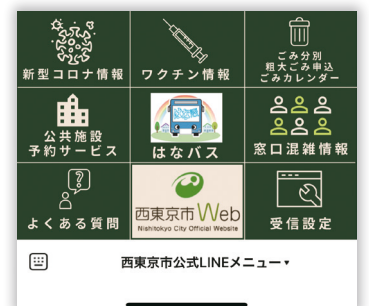 新型コロナ情報
ワクチン情報
ごみ分別
粗大ごみ申込
ごみカレンダー
公共施設
予約サービス
はなバス
窓口混雑情報
よくある質問
西東京市Web
Nishitokyo City Official Website
受信設定
西東京市公式LINEメニュー▾